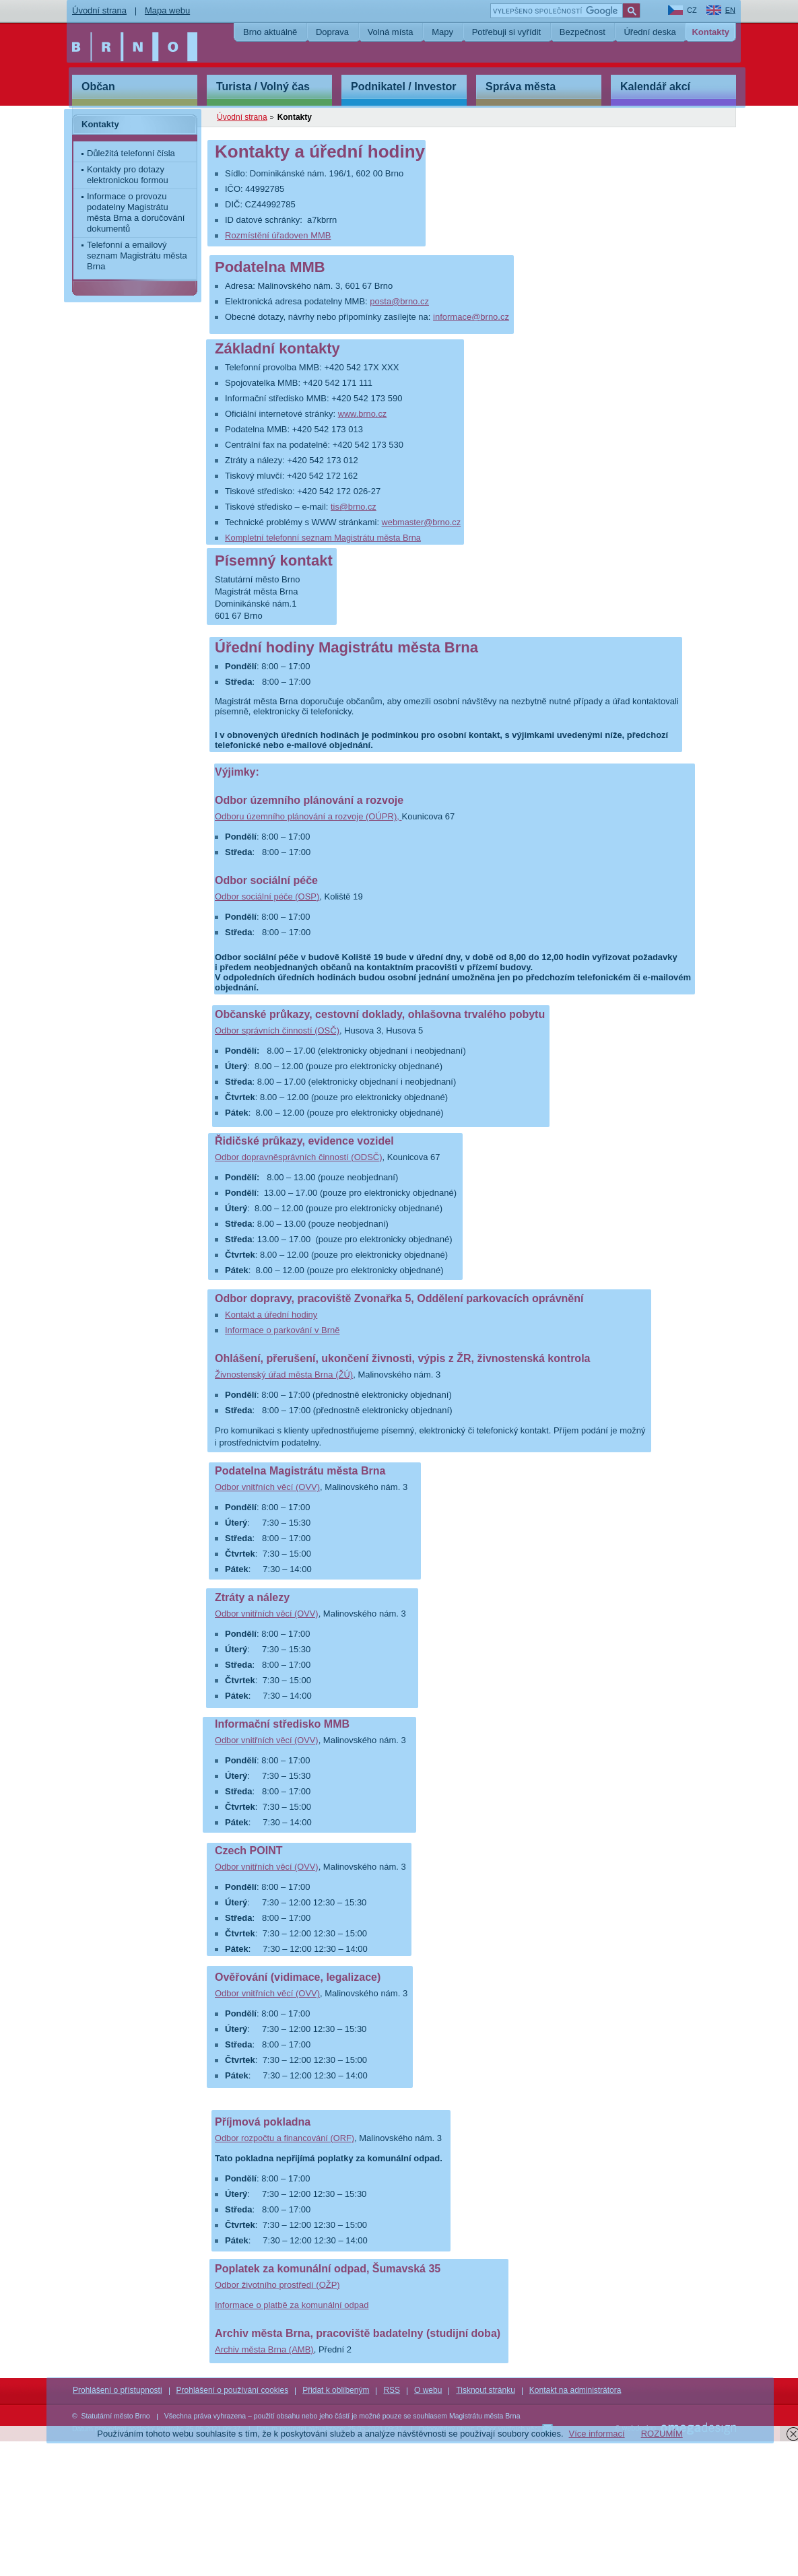 Úvodní strana | Mapa webu
VYLEPŠENO SPOLEČNOSTÍ Google
CZ EN
BRNO
Brno aktuálně Doprava Volná místa Mapy Potřebuji si vyřídit Bezpečnost Úřední deska Kontakty
Občan Turista / Volný čas Podnikatel / Investor Správa města Kalendář akcí
Úvodní strana > Kontakty
Kontakty
• Důležitá telefonní čísla
• Kontakty pro dotazy
elektronickou formou
• Informace o provozu
podatelny Magistrátu
města Brna a doručování
dokumentů
• Telefonní a emailový
seznam Magistrátu města
Brna
Kontakty a úřední hodiny
Sídlo: Dominikánské nám. 196/1, 602 00 Brno
IČO: 44992785
DIČ: CZ44992785
ID datové schránky: a7kbrrn
Rozmístění úřadoven MMB
Podatelna MMB
Adresa: Malinovského nám. 3, 601 67 Brno
Elektronická adresa podatelny MMB: posta@brno.cz
Obecné dotazy, návrhy nebo připomínky zasílejte na: informace@brno.cz
Základní kontakty
Telefonní provolba MMB: +420 542 17X XXX
Spojovatelka MMB: +420 542 171 111
Informační středisko MMB: +420 542 173 590
Oficiální internetové stránky: www.brno.cz
Podatelna MMB: +420 542 173 013
Centrální fax na podatelně: +420 542 173 530
Ztráty a nálezy: +420 542 173 012
Tiskový mluvčí: +420 542 172 162
Tiskové středisko: +420 542 172 026-27
Tiskové středisko – e-mail: tis@brno.cz
Technické problémy s WWW stránkami: webmaster@brno.cz
Kompletní telefonní seznam Magistrátu města Brna
Písemný kontakt
Statutární město Brno
Magistrát města Brna
Dominikánské nám.1
601 67 Brno
Úřední hodiny Magistrátu města Brna
Pondělí: 8:00 – 17:00
Středa: 8:00 – 17:00
Magistrát města Brna doporučuje občanům, aby omezili osobní návštěvy na nezbytně nutné případy a úřad kontaktovali
písemně, elektronicky či telefonicky.
I v obnovených úředních hodinách je podmínkou pro osobní kontakt, s výjimkami uvedenými níže, předchozí
telefonické nebo e-mailové objednání.
Výjimky:
Odbor územního plánování a rozvoje
Odboru územního plánování a rozvoje (OÚPR), Kounicova 67
Pondělí: 8:00 – 17:00
Středa: 8:00 – 17:00
Odbor sociální péče
Odbor sociální péče (OSP), Koliště 19
Pondělí: 8:00 – 17:00
Středa: 8:00 – 17:00
Odbor sociální péče v budově Koliště 19 bude v úřední dny, v době od 8,00 do 12,00 hodin vyřizovat požadavky
i předem neobjednaných občanů na kontaktním pracovišti v přízemí budovy.
V odpoledních úředních hodinách budou osobní jednání umožněna jen po předchozím telefonickém či e-mailovém
objednání.
Občanské průkazy, cestovní doklady, ohlašovna trvalého pobytu
Odbor správních činností (OSČ), Husova 3, Husova 5
Pondělí: 8.00 – 17.00 (elektronicky objednaní i neobjednaní)
Úterý: 8.00 – 12.00 (pouze pro elektronicky objednané)
Středa: 8.00 – 17.00 (elektronicky objednaní i neobjednaní)
Čtvrtek: 8.00 – 12.00 (pouze pro elektronicky objednané)
Pátek: 8.00 – 12.00 (pouze pro elektronicky objednané)
Řidičské průkazy, evidence vozidel
Odbor dopravněsprávních činností (ODSČ), Kounicova 67
Pondělí: 8.00 – 13.00 (pouze neobjednaní)
Pondělí: 13.00 – 17.00 (pouze pro elektronicky objednané)
Úterý: 8.00 – 12.00 (pouze pro elektronicky objednané)
Středa: 8.00 – 13.00 (pouze neobjednaní)
Středa: 13.00 – 17.00 (pouze pro elektronicky objednané)
Čtvrtek: 8.00 – 12.00 (pouze pro elektronicky objednané)
Pátek: 8.00 – 12.00 (pouze pro elektronicky objednané)
Odbor dopravy, pracoviště Zvonařka 5, Oddělení parkovacích oprávnění
Kontakt a úřední hodiny
Informace o parkování v Brně
Ohlášení, přerušení, ukončení živnosti, výpis z ŽR, živnostenská kontrola
Živnostenský úřad města Brna (ŽÚ), Malinovského nám. 3
Pondělí: 8:00 – 17:00 (přednostně elektronicky objednaní)
Středa: 8:00 – 17:00 (přednostně elektronicky objednaní)
Pro komunikaci s klienty upřednostňujeme písemný, elektronický či telefonický kontakt. Příjem podání je možný
i prostřednictvím podatelny.
Podatelna Magistrátu města Brna
Odbor vnitřních věcí (OVV), Malinovského nám. 3
Pondělí: 8:00 – 17:00
Úterý: 7:30 – 15:30
Středa: 8:00 – 17:00
Čtvrtek: 7:30 – 15:00
Pátek: 7:30 – 14:00
Ztráty a nálezy
Odbor vnitřních věcí (OVV), Malinovského nám. 3
Pondělí: 8:00 – 17:00
Úterý: 7:30 – 15:30
Středa: 8:00 – 17:00
Čtvrtek: 7:30 – 15:00
Pátek: 7:30 – 14:00
Informační středisko MMB
Odbor vnitřních věcí (OVV), Malinovského nám. 3
Pondělí: 8:00 – 17:00
Úterý: 7:30 – 15:30
Středa: 8:00 – 17:00
Čtvrtek: 7:30 – 15:00
Pátek: 7:30 – 14:00
Czech POINT
Odbor vnitřních věcí (OVV), Malinovského nám. 3
Pondělí: 8:00 – 17:00
Úterý: 7:30 – 12:00 12:30 – 15:30
Středa: 8:00 – 17:00
Čtvrtek: 7:30 – 12:00 12:30 – 15:00
Pátek: 7:30 – 12:00 12:30 – 14:00
Ověřování (vidimace, legalizace)
Odbor vnitřních věcí (OVV), Malinovského nám. 3
Pondělí: 8:00 – 17:00
Úterý: 7:30 – 12:00 12:30 – 15:30
Středa: 8:00 – 17:00
Čtvrtek: 7:30 – 12:00 12:30 – 15:00
Pátek: 7:30 – 12:00 12:30 – 14:00
Příjmová pokladna
Odbor rozpočtu a financování (ORF), Malinovského nám. 3
Tato pokladna nepřijímá poplatky za komunální odpad.
Pondělí: 8:00 – 17:00
Úterý: 7:30 – 12:00 12:30 – 15:30
Středa: 8:00 – 17:00
Čtvrtek: 7:30 – 12:00 12:30 – 15:00
Pátek: 7:30 – 12:00 12:30 – 14:00
Poplatek za komunální odpad, Šumavská 35
Odbor životního prostředí (OŽP)
Informace o platbě za komunální odpad
Archiv města Brna, pracoviště badatelny (studijní doba)
Archiv města Brna (AMB), Přední 2
Prohlášení o přístupnosti | Prohlášení o používání cookies | Přidat k oblíbeným | RSS | O webu | Tisknout stránku | Kontakt na administrátora
© Statutární město Brno | Všechna práva vyhrazena – použití obsahu nebo jeho částí je možné pouze se souhlasem Magistrátu města Brna
Používáním tohoto webu souhlasíte s tím, že k poskytování služeb a analýze návštěvnosti se používají soubory cookies. Více informací ROZUMÍM